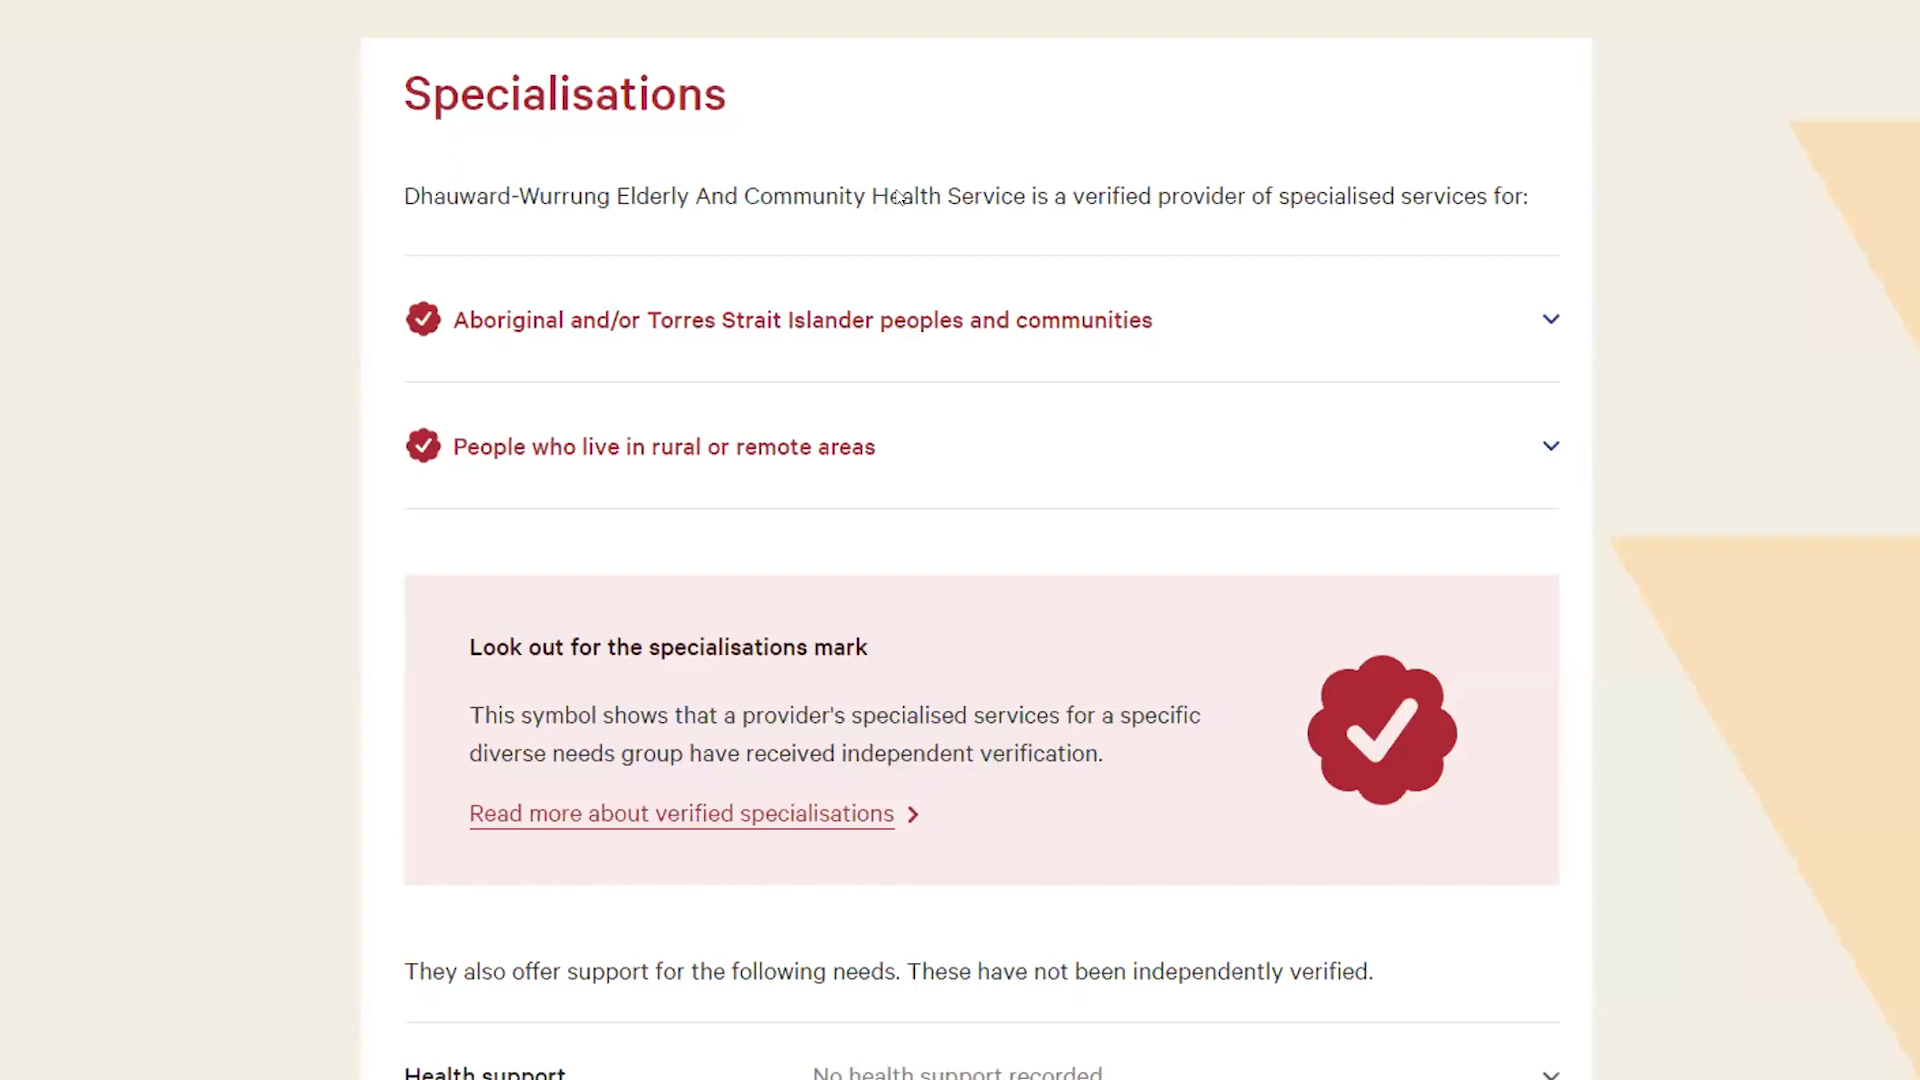 Specialisations
Dhauward-Wurrung Elderly And Community Health Service is a verified provider of specialised services for:
Aboriginal and/or Torres Strait Islander peoples and communities
People who live in rural or remote areas
Look out for the specialisations mark
This symbol shows that a provider's specialised services for a specific
diverse needs group have received independent verification.
Read more about verified specialisations
They also offer support for the following needs. These have not been independently verified.
Health support No health support recorded